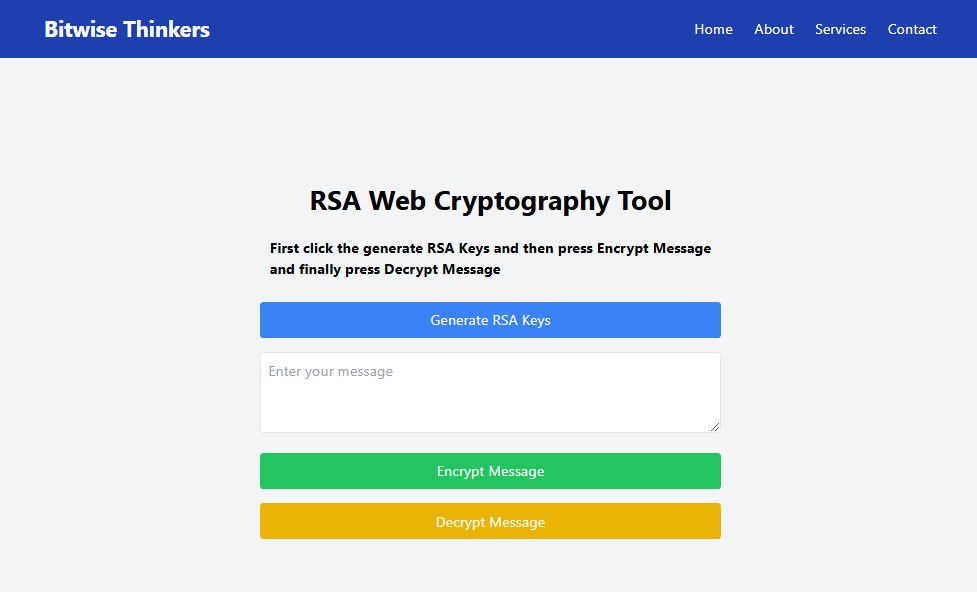 Bitwise Thinkers
Home About Services Contact
RSA Web Cryptography Tool
First click the generate RSA Keys and then press Encrypt Message
and finally press Decrypt Message
Generate RSA Keys
Enter your message
Encrypt Message
Decrypt Message